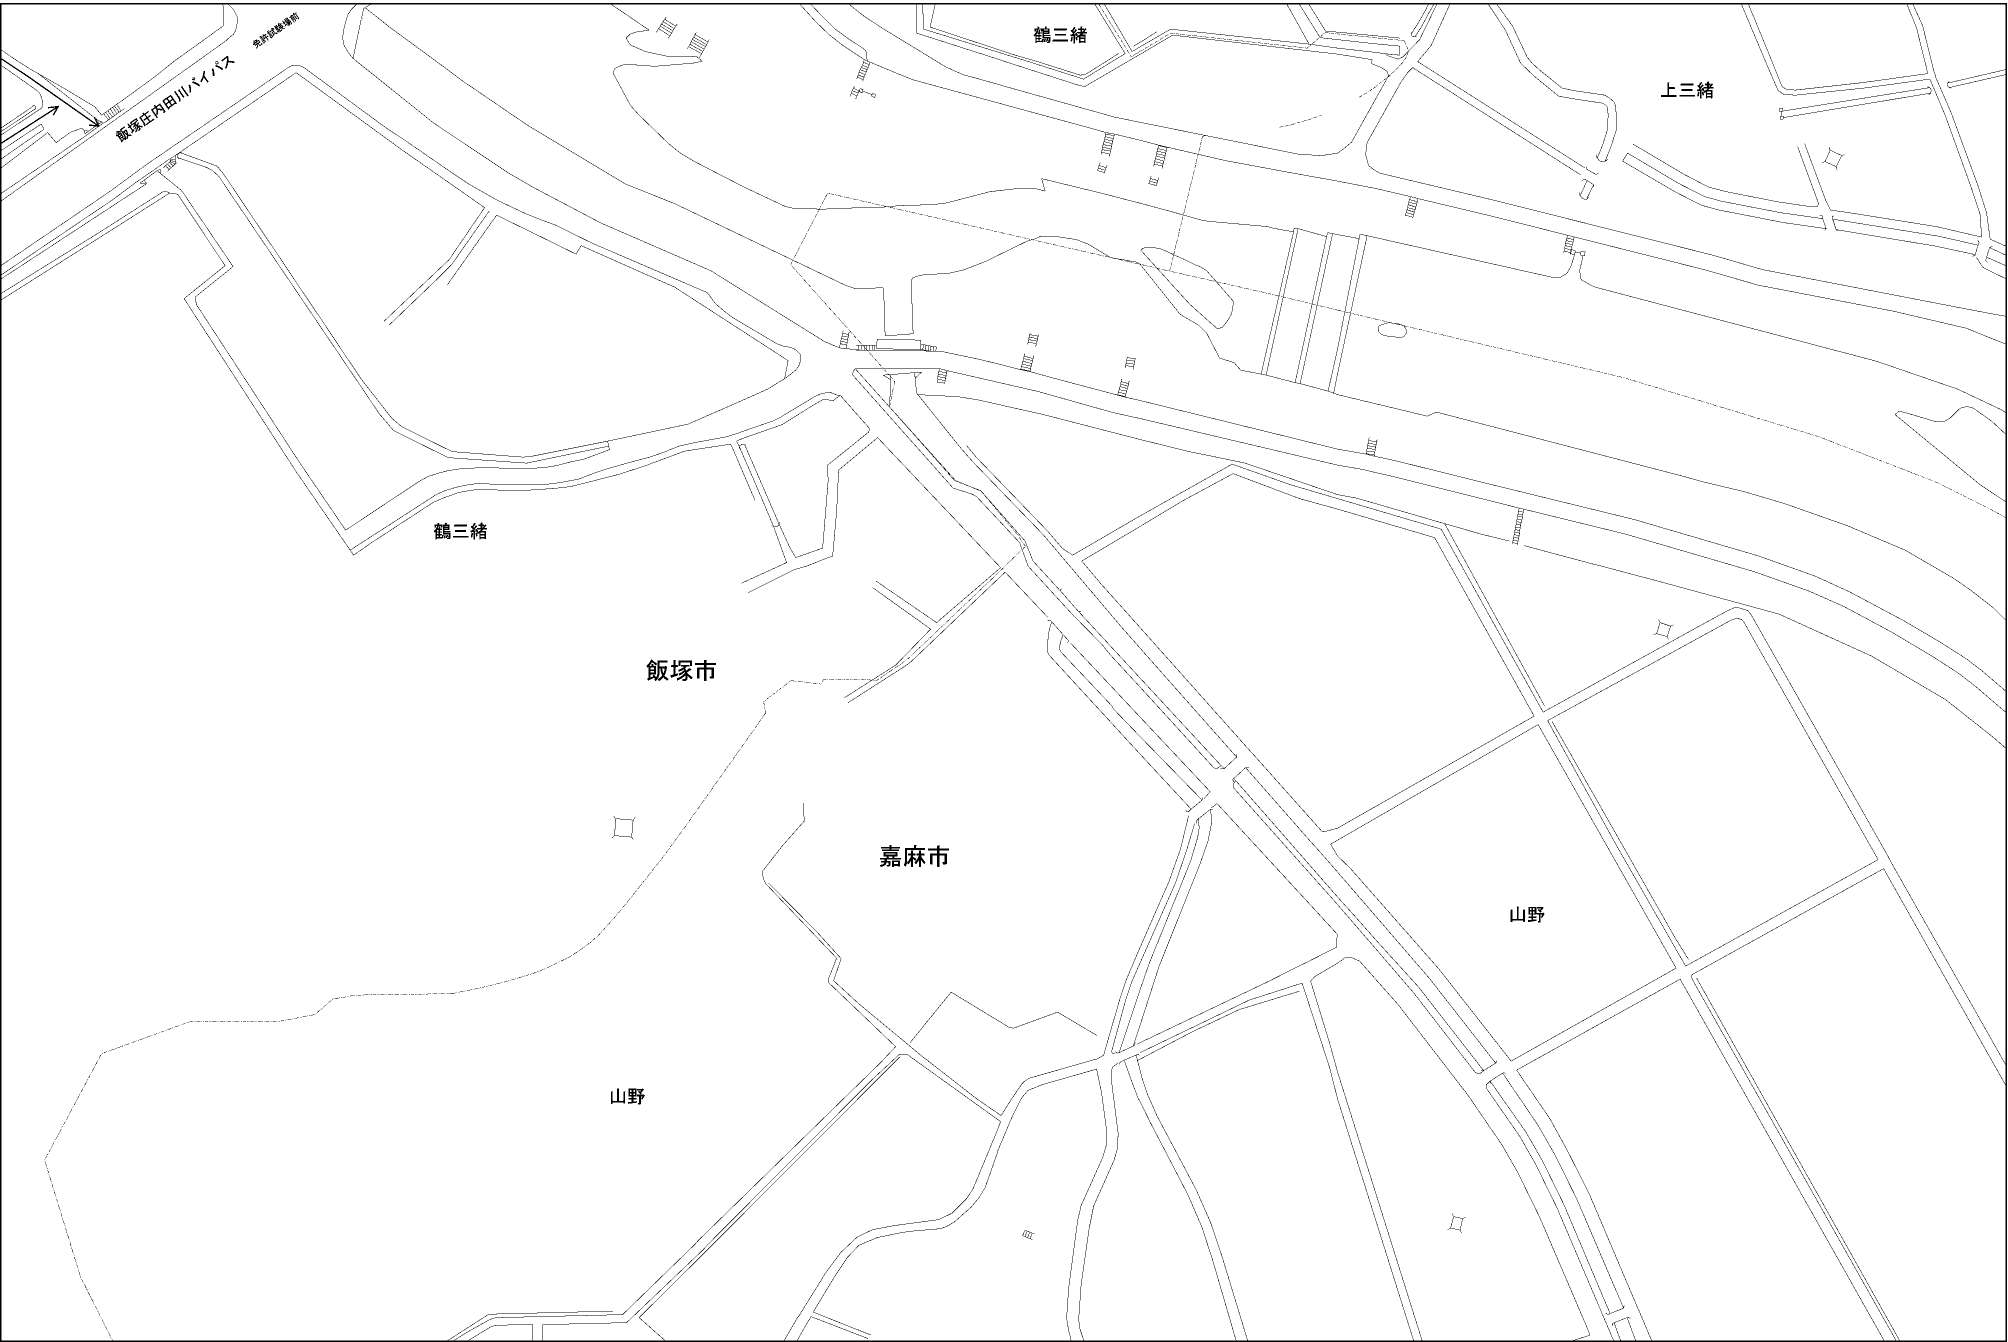 免許試験場前
鶴三緒
飯塚庄内田川バイパス
上三緒
鶴三緒
飯塚市
嘉麻市
山野
山野